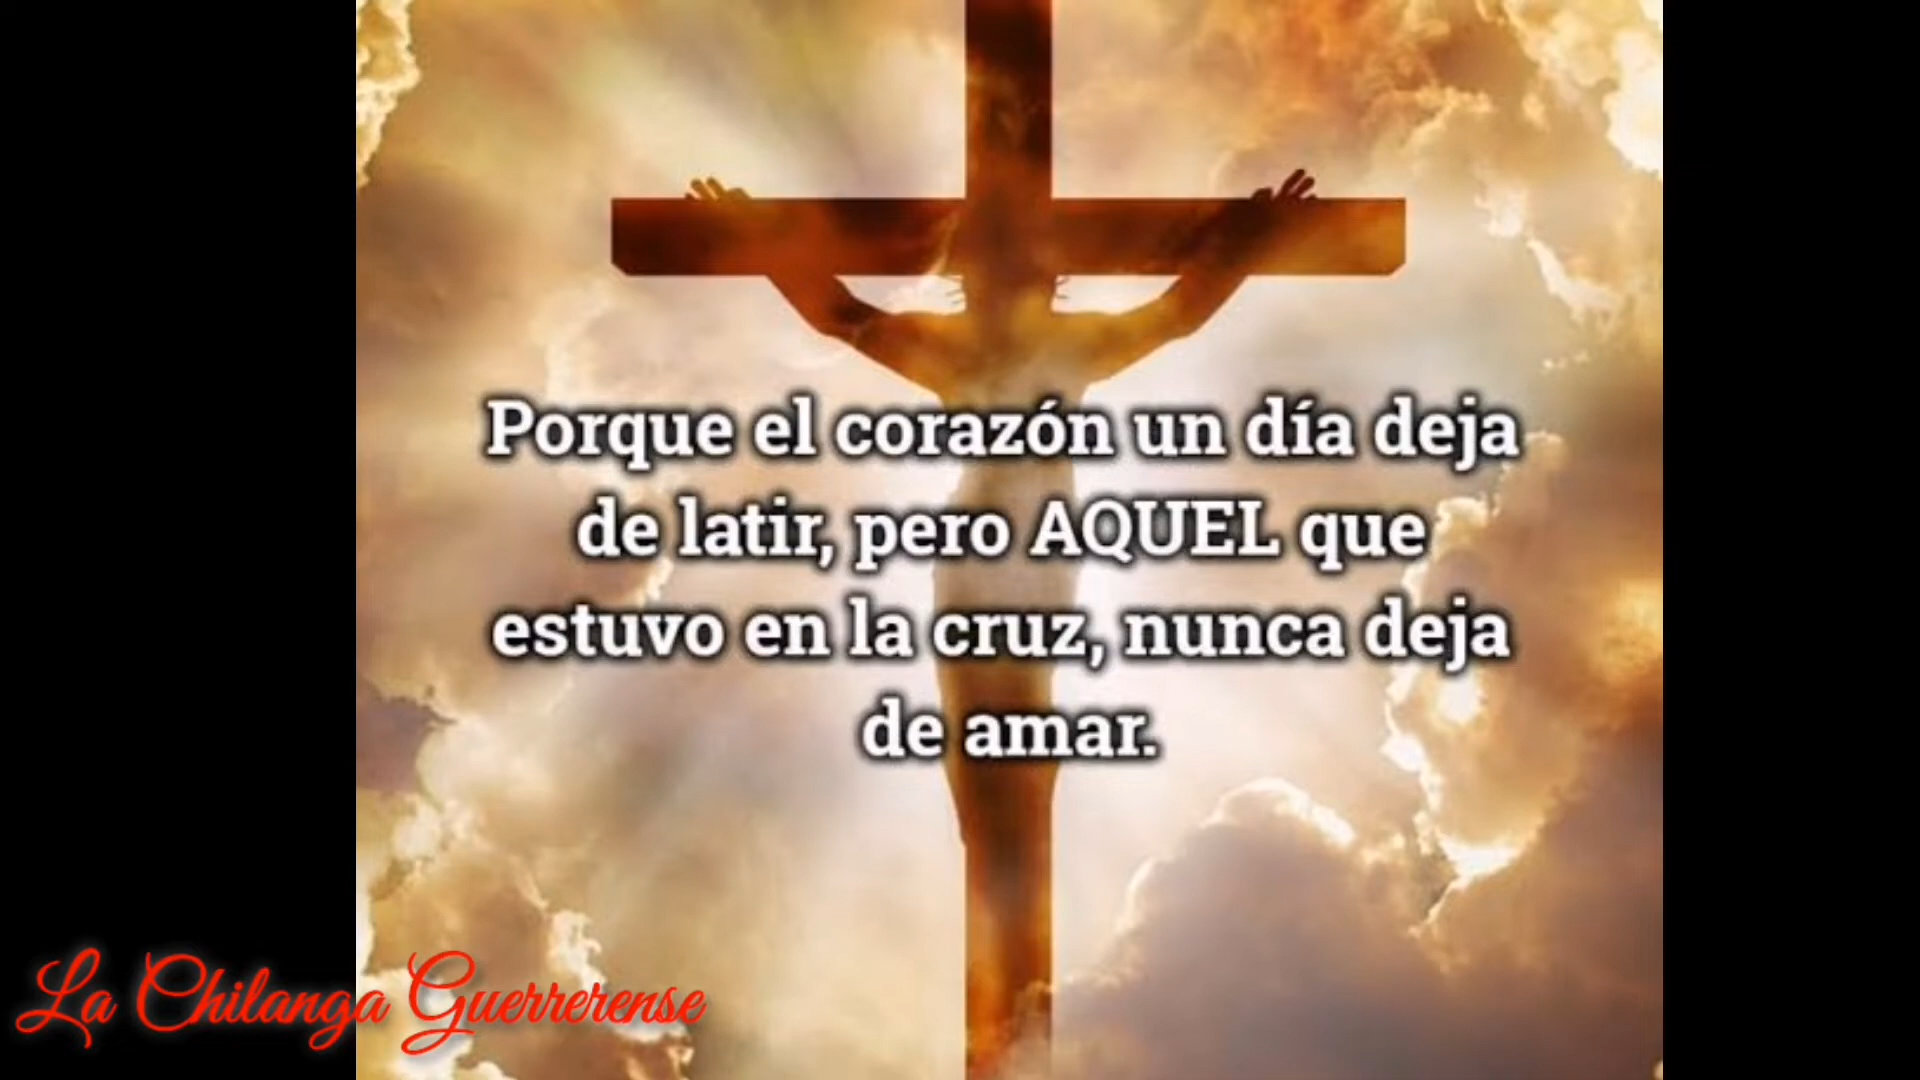 Porque el corazón un día deja
de latir, pero AQUEL que
estuvo en la cruz, nunca deja
de amar.
La Chilanga Guerrerense